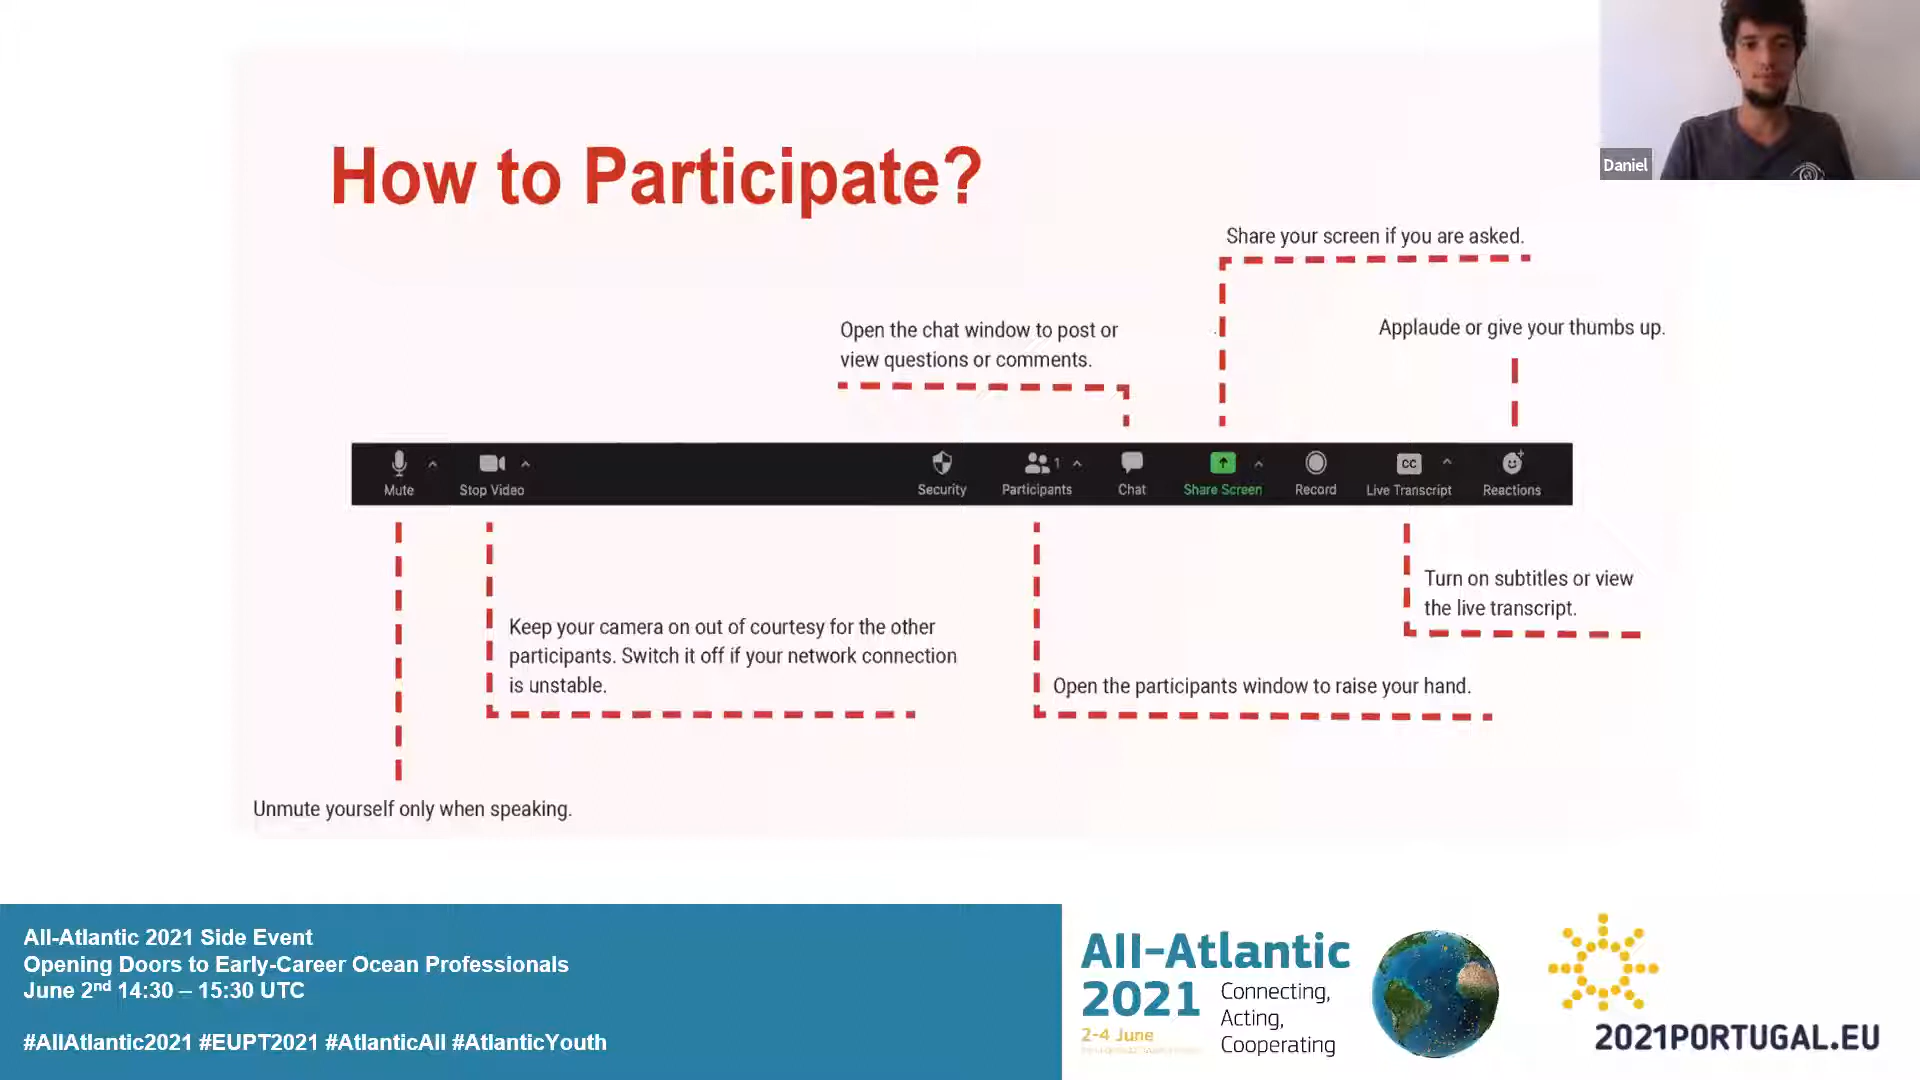 Daniel
How to Participate?
Share your screen if you are asked.
Open the chat window to post or
view questions or comments.
Applaude or give your thumbs up.
Mute
Stop Video
Security
1
Participants
Chat
Share Screen
Record
CC
Live Transcript
Reactions
Turn on subtitles or view
the live transcript.
Keep your camera on out of courtesy for the other
participants. Switch it off if your network connection
is unstable.
Open the participants window to raise your hand.
Unmute yourself only when speaking.
All-Atlantic 2021 Side Event
Opening Doors to Early-Career Ocean Professionals
June 2nd 14:30 – 15:30 UTC
#AllAtlantic2021 #EUPT2021 #AtlanticAll #AtlanticYouth
All-Atlantic
2021
2-4 June
Connecting,
Acting,
Cooperating
2021PORTUGAL.EU